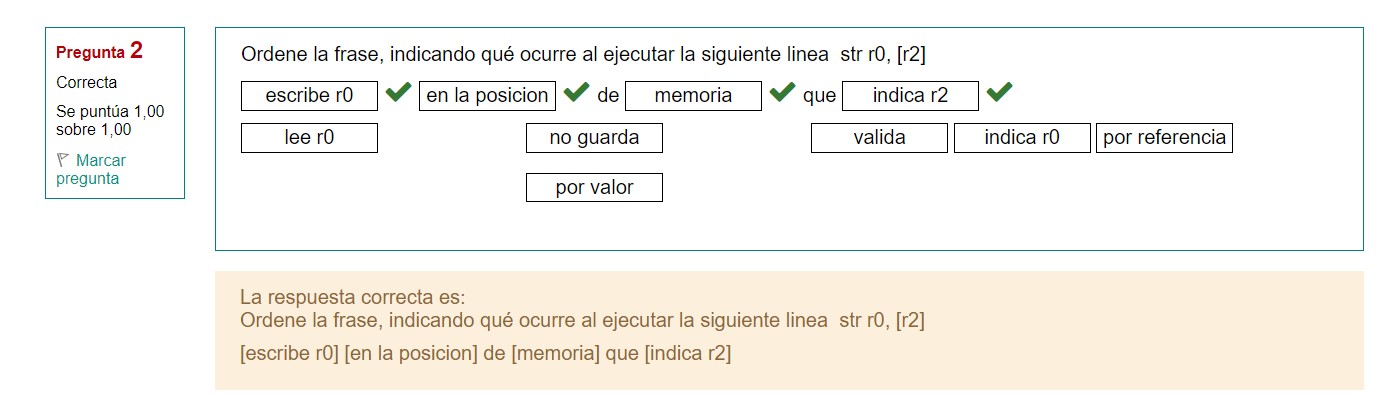 Pregunta 2
Correcta
Se puntúa 1,00
sobre 1,00
Marcar
pregunta
Ordene la frase, indicando qué ocurre al ejecutar la siguiente linea  str r0, [r2]
escribe r0 en la posicion de memoria que indica r2
lee r0 no guarda valida indica r0 por referencia
por valor
La respuesta correcta es:
Ordene la frase, indicando qué ocurre al ejecutar la siguiente linea  str r0, [r2]
[escribe r0] [en la posicion] de [memoria] que [indica r2]